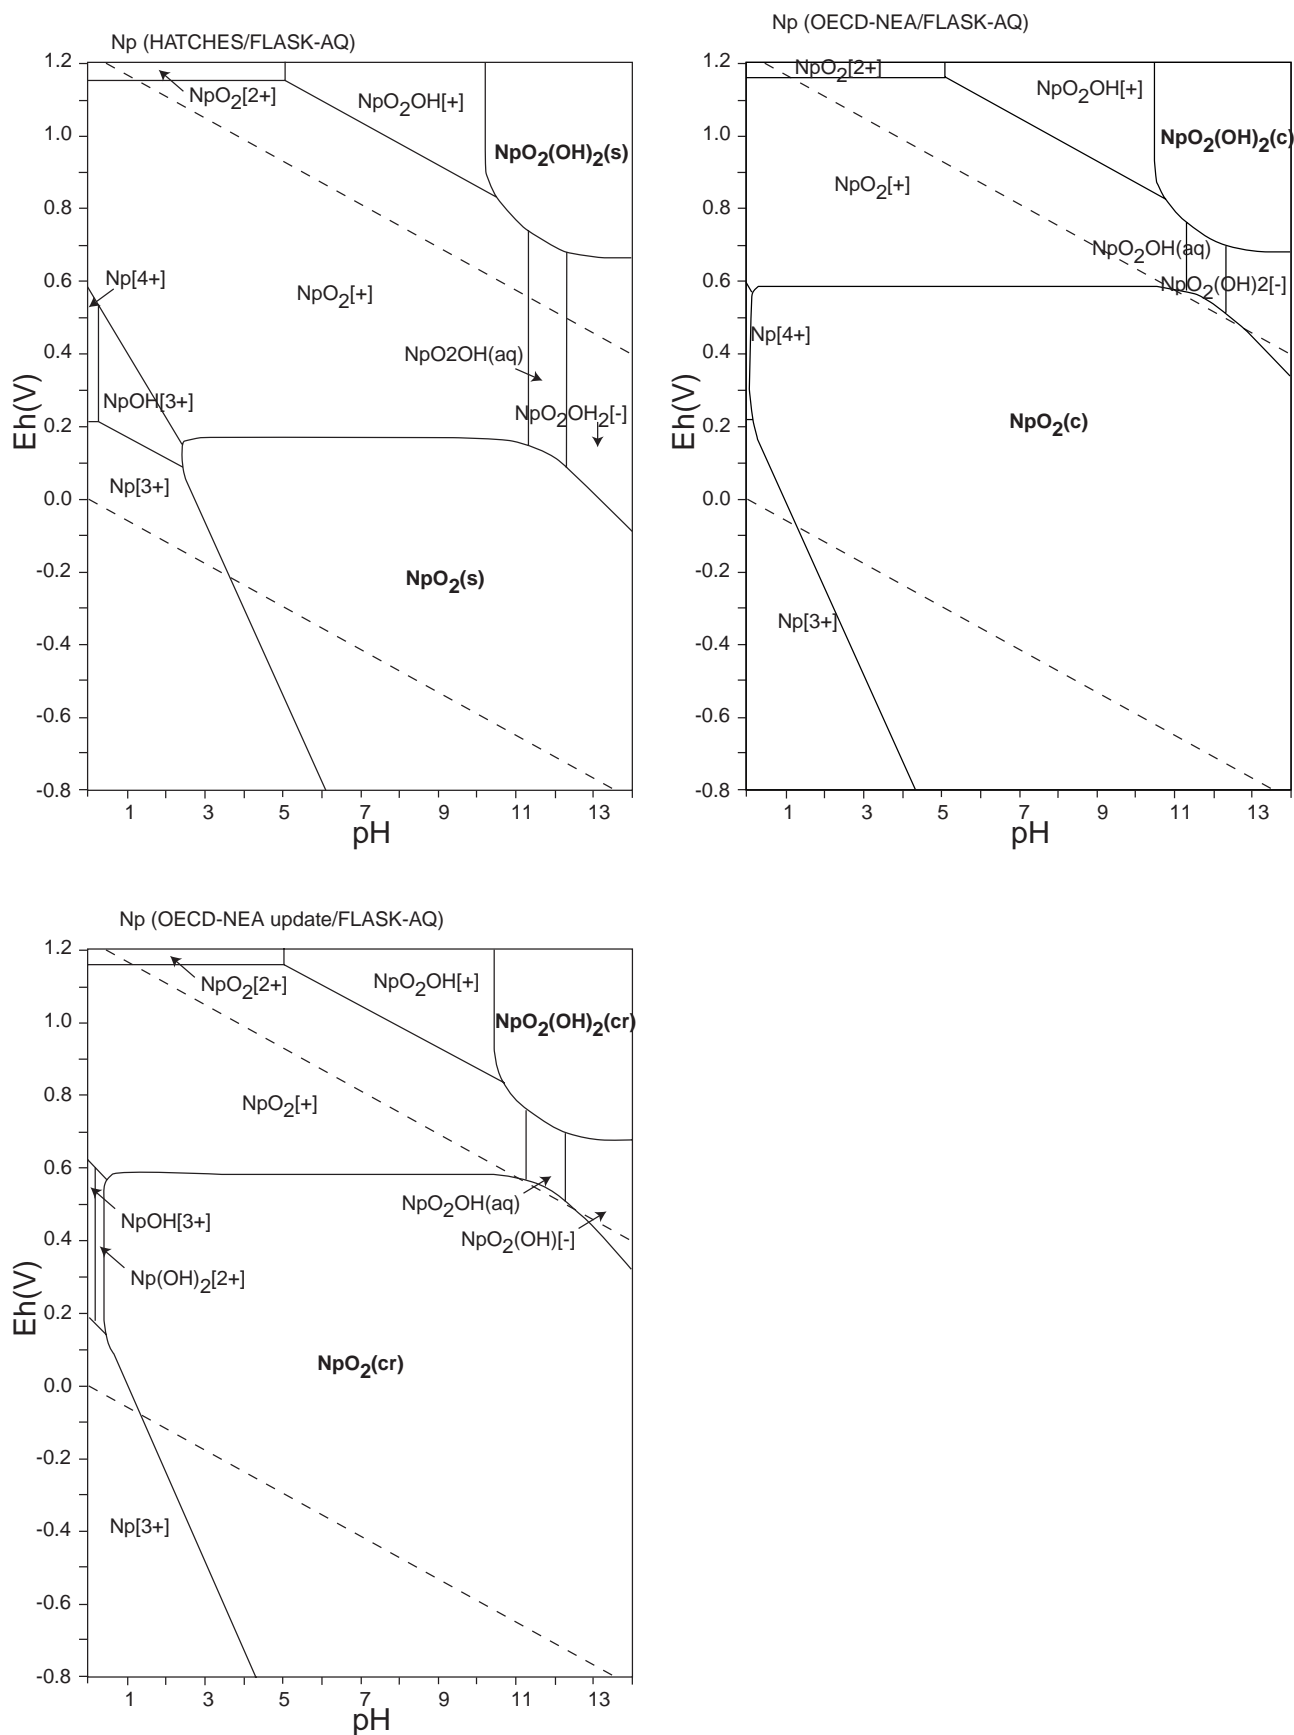 Np (HATCHES/FLASK-AQ)
1.2
1.0
0.8
0.6
0.4
0.2
0.0
-0.2
-0.4
-0.6
-0.8
Eh(V)
NpO2[2+]
NpO2OH[+]
NpO2(OH)2(s)
Np[4+]
NpO2[+]
NpO2OH(aq)
NpOH[3+]
NpO2OH2[-]
Np[3+]
NpO2(s)
1 3 5 7 9 11 13
pH
Np (OECD-NEA/FLASK-AQ)
1.2
1.0
0.8
0.6
0.4
0.2
0.0
-0.2
-0.4
-0.6
-0.8
Eh(V)
NpO2[2+]
NpO2OH[+]
NpO2(OH)2(c)
NpO2[+]
NpO2OH(aq)
NpO2(OH)2[-]
Np[4+]
NpO2(c)
Np[3+]
1 3 5 7 9 11 13
pH
Np (OECD-NEA update/FLASK-AQ)
1.2
1.0
0.8
0.6
0.4
0.2
0.0
-0.2
-0.4
-0.6
-0.8
Eh(V)
NpO2[2+]
NpO2OH[+]
NpO2(OH)2(cr)
NpO2[+]
NpO2OH(aq)
NpOH[3+]
NpO2(OH)[-]
Np(OH)2[2+]
NpO2(cr)
Np[3+]
1 3 5 7 9 11 13
pH